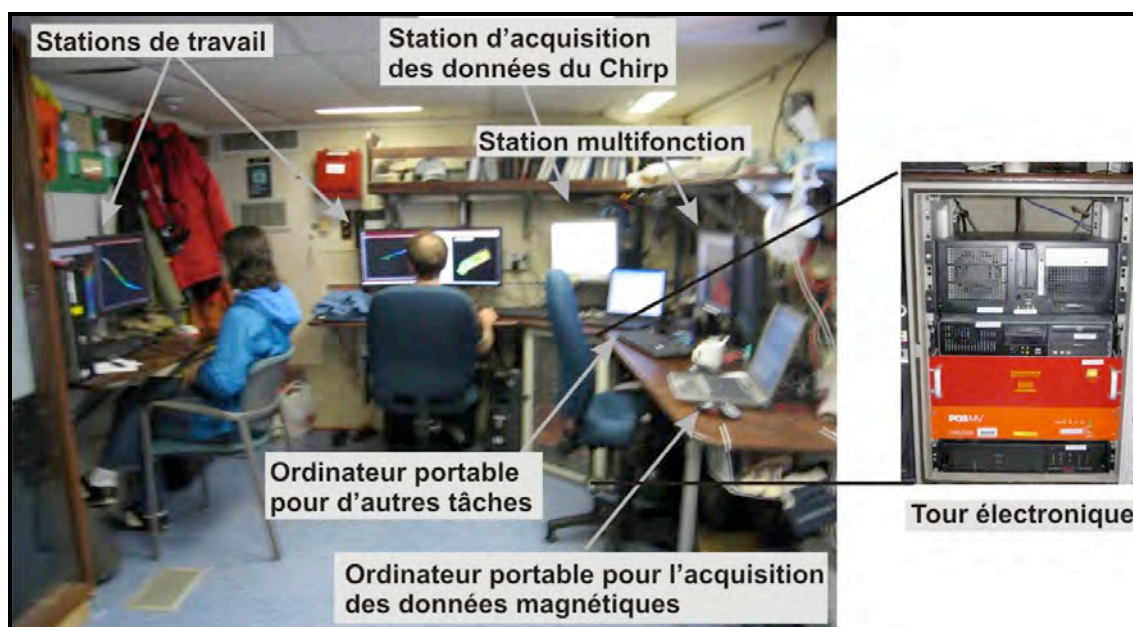 Stations de travail
Station d'acquisition
des données du Chirp
Station multifonction
Ordinateur portable
pour d'autres tâches
Ordinateur portable pour l'acquisition
des données magnétiques
POS MV
Tour électronique